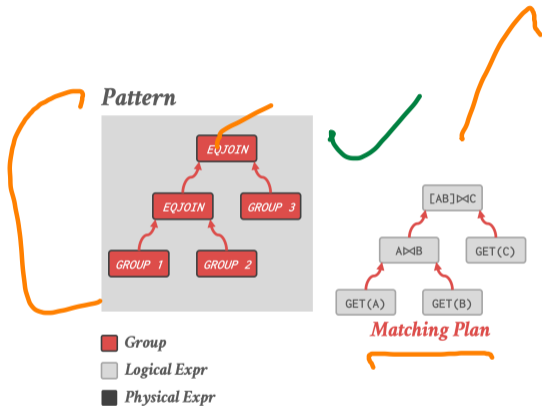 Pattern
EQJOIN
EQJOIN
GROUP 3
GROUP 1
GROUP 2
[AB]⋈C
A⋈B
GET(C)
GET(A)
GET(B)
Matching Plan
Group
Logical Expr
Physical Expr